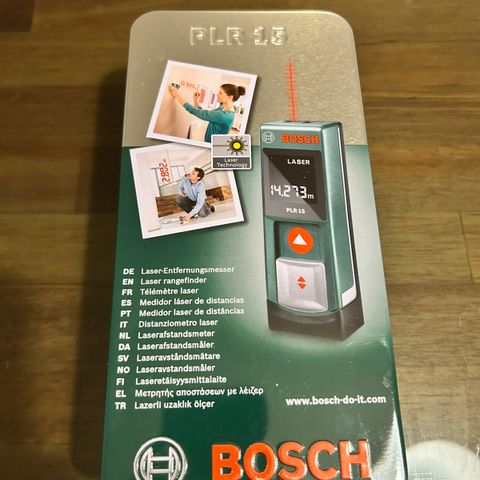 PLR 15
BOSCH
LASER
14.273m
PLR 15
2.802
Laser
Technology
DE Laser-Entfernungsmesser
EN Laser rangefinder
FR Télémètre laser
ES Medidor láser de distancias
PT Medidor laser de distâncias
IT Distanziometro laser
NL Laserafstandsmeter
DA Laserafstandsmåler
SV Laseravståndsmätare
NO Laseravstandsmåler
FI Laseretäisyysmittalaite
EL Μετρητής αποστάσεων με λέιζερ
TR Lazerli uzaklık ölçer
www.bosch-do-it.com
BOSCH